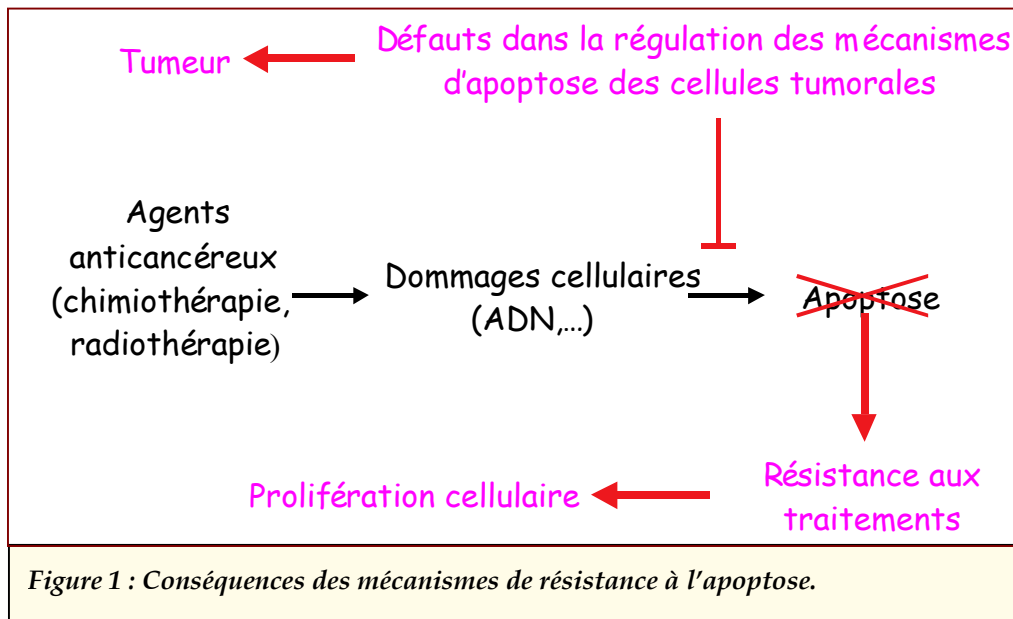 Tumeur
Défauts dans la régulation des mécanismes
d'apoptose des cellules tumorales
Agents
anticancéreux
(chimiothérapie,
radiothérapie)
Dommages cellulaires
(ADN,...)
Apoptose
Résistance aux
traitements
Prolifération cellulaire
Figure 1 : Conséquences des mécanismes de résistance à l'apoptose.